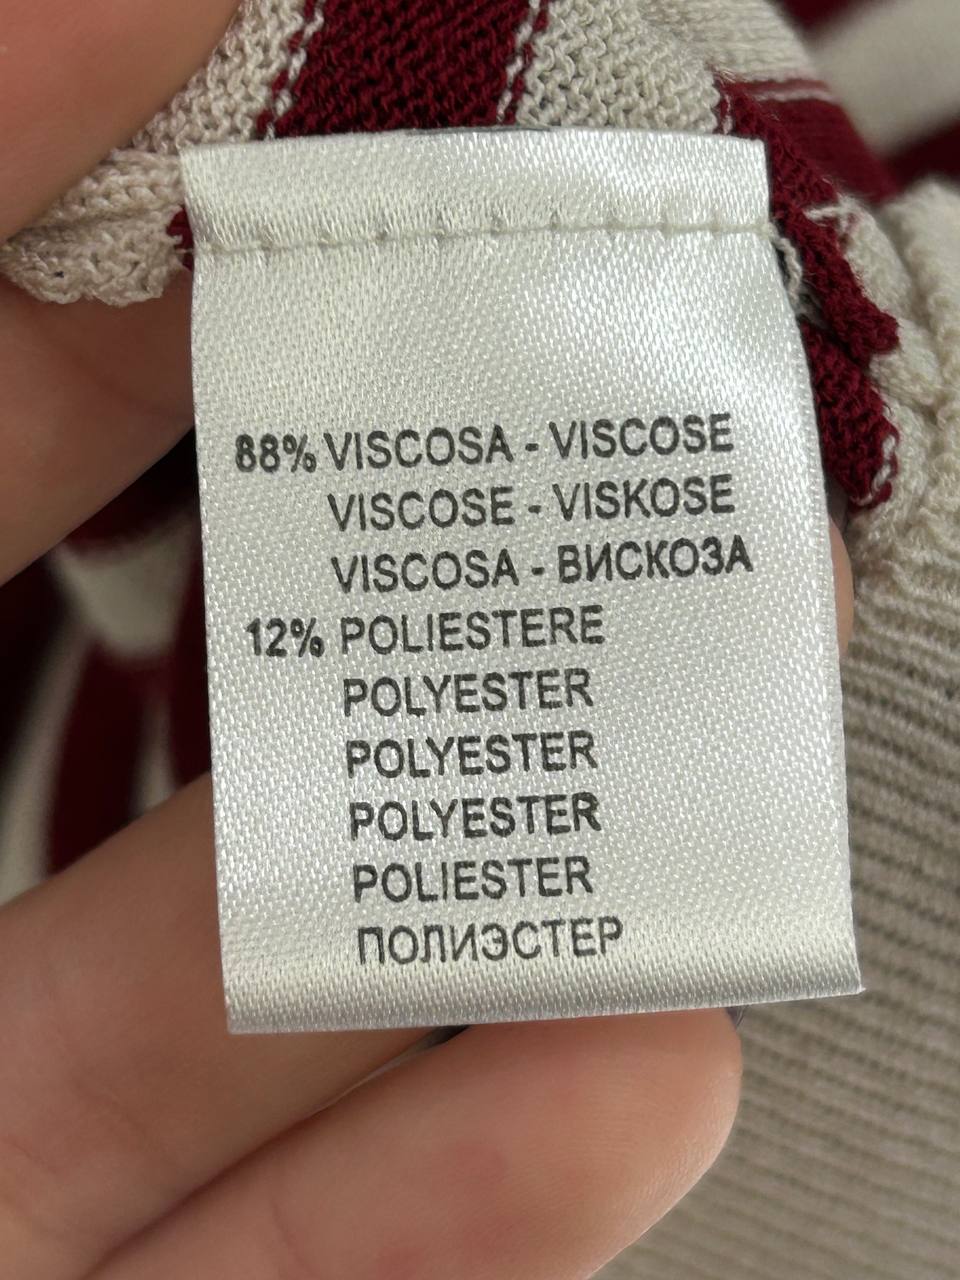 88% VISCOSA - VISCOSE
VISCOSE - VISKOSE
VISCOSA - ВИСКОЗА
12% POLIESTERE
POLYESTER
POLYESTER
POLYESTER
POLIESTER
ПОЛИЭСТЕР